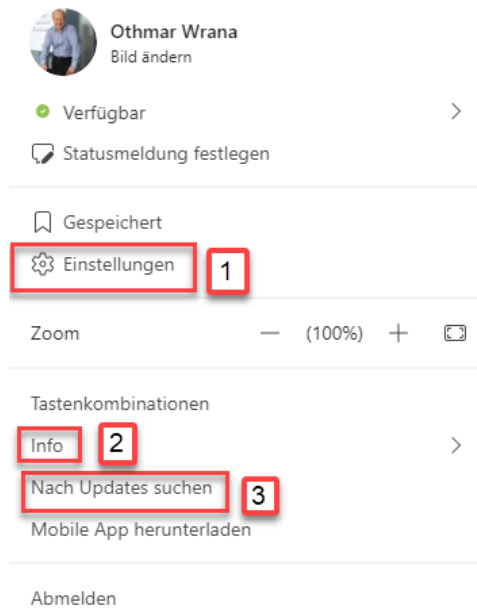 Othmar Wrana
Bild ändern
Verfügbar
Statusmeldung festlegen
Gespeichert
Einstellungen 1
Zoom — (100%) +
Tastenkombinationen
Info 2
Nach Updates suchen 3
Mobile App herunterladen
Abmelden